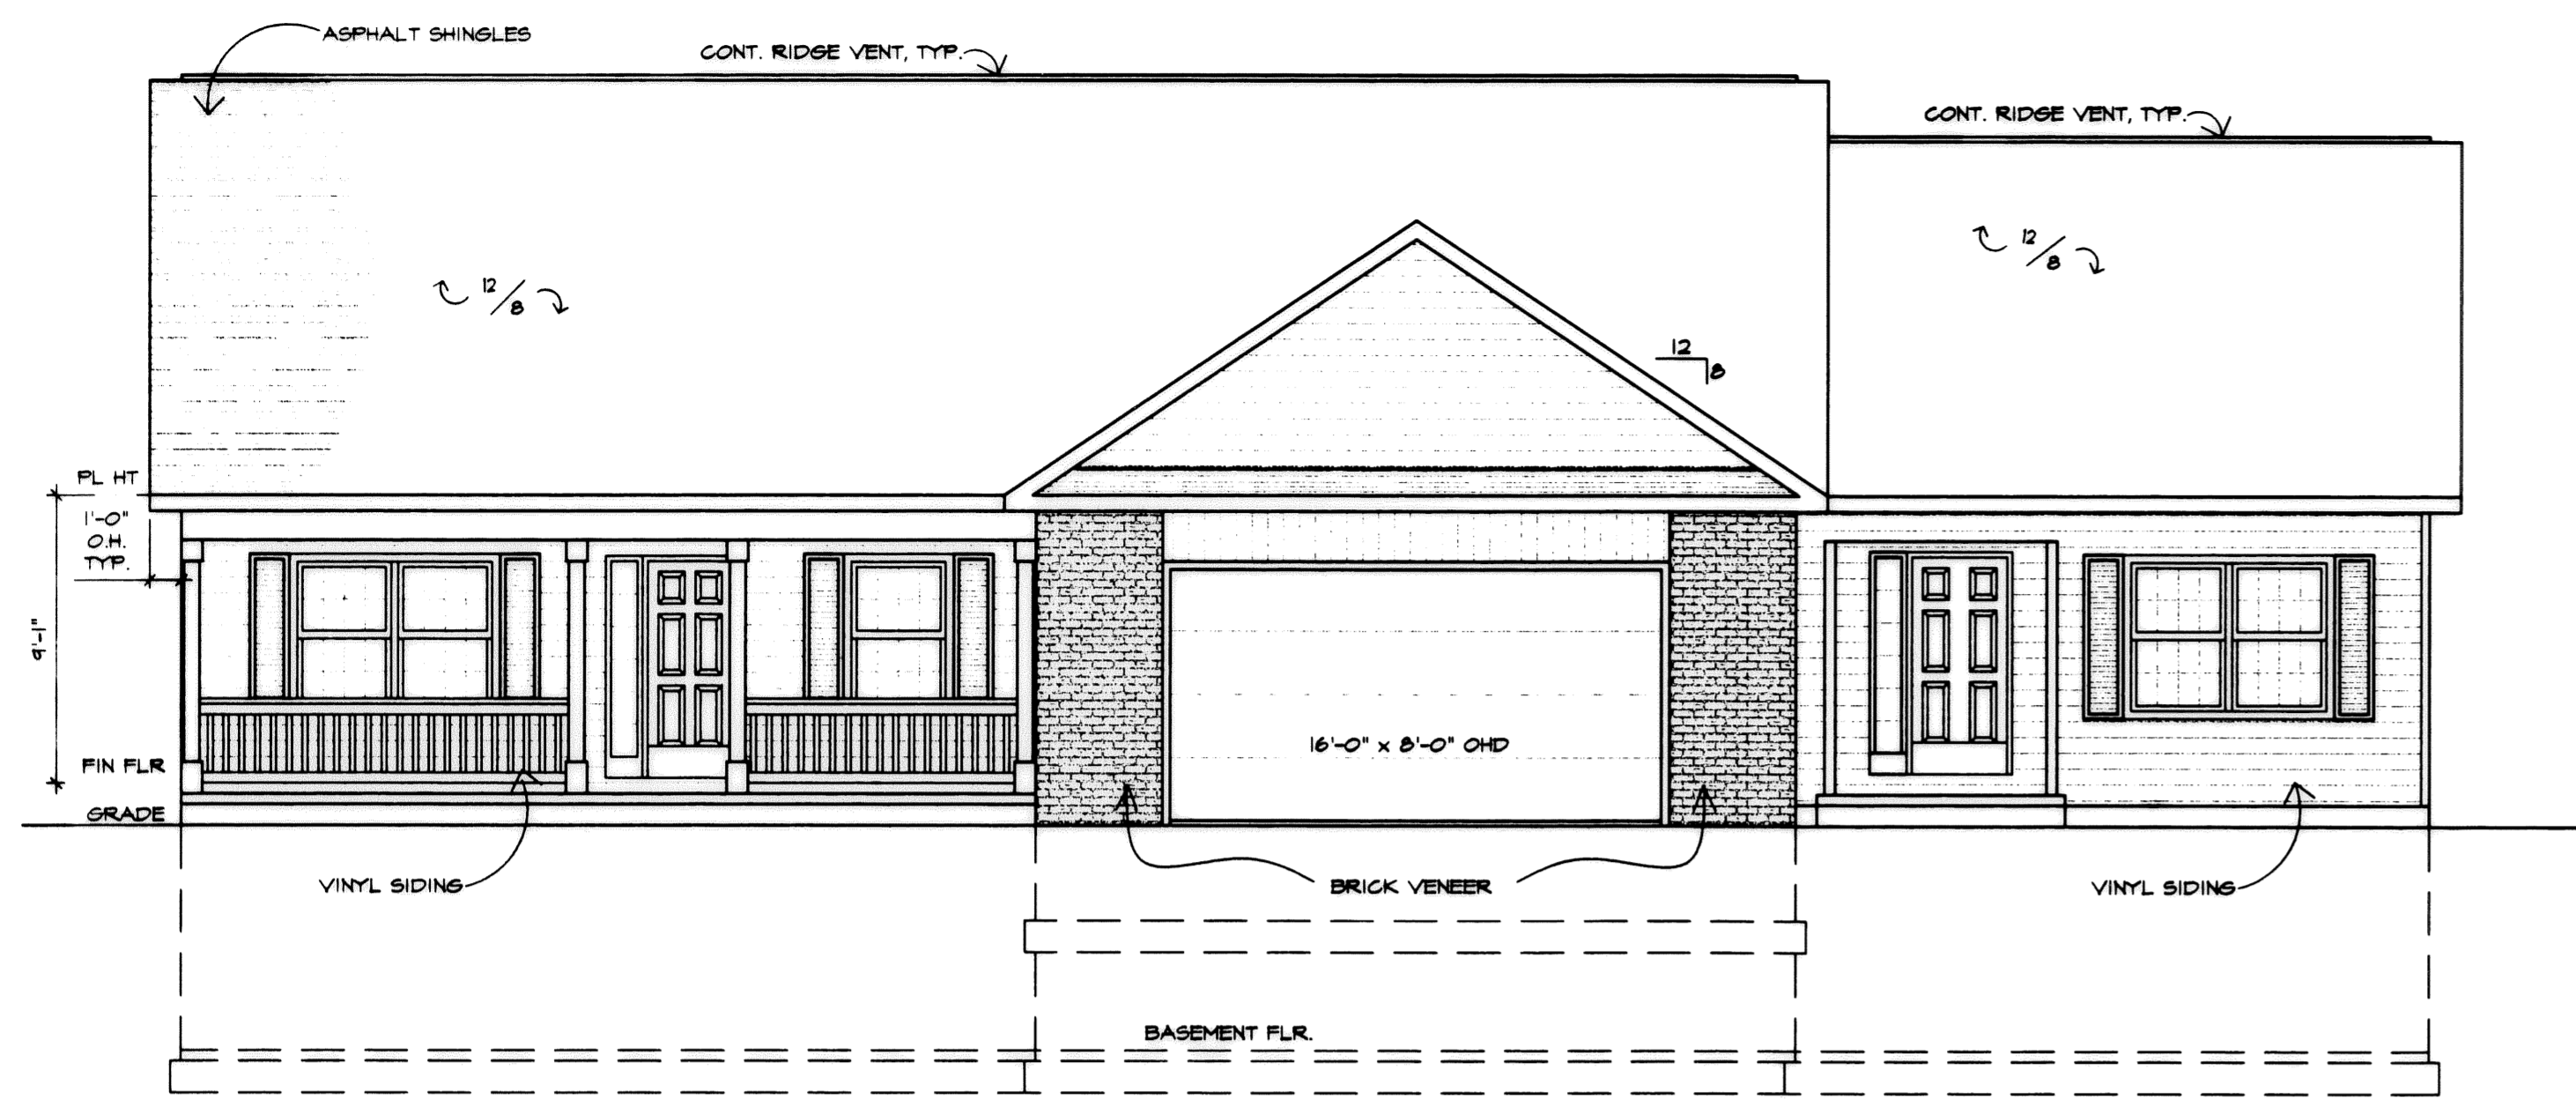 ASPHALT SHINGLES
CONT. RIDGE VENT, TYP.
CONT. RIDGE VENT, TYP.
12/8
12/8
12
8
PL HT
1'-0"
O.H.
TYP.
9'-1"
FIN FLR
GRADE
16'-0" x 8'-0" OHD
VINYL SIDING
BRICK VENEER
VINYL SIDING
BASEMENT FLR.